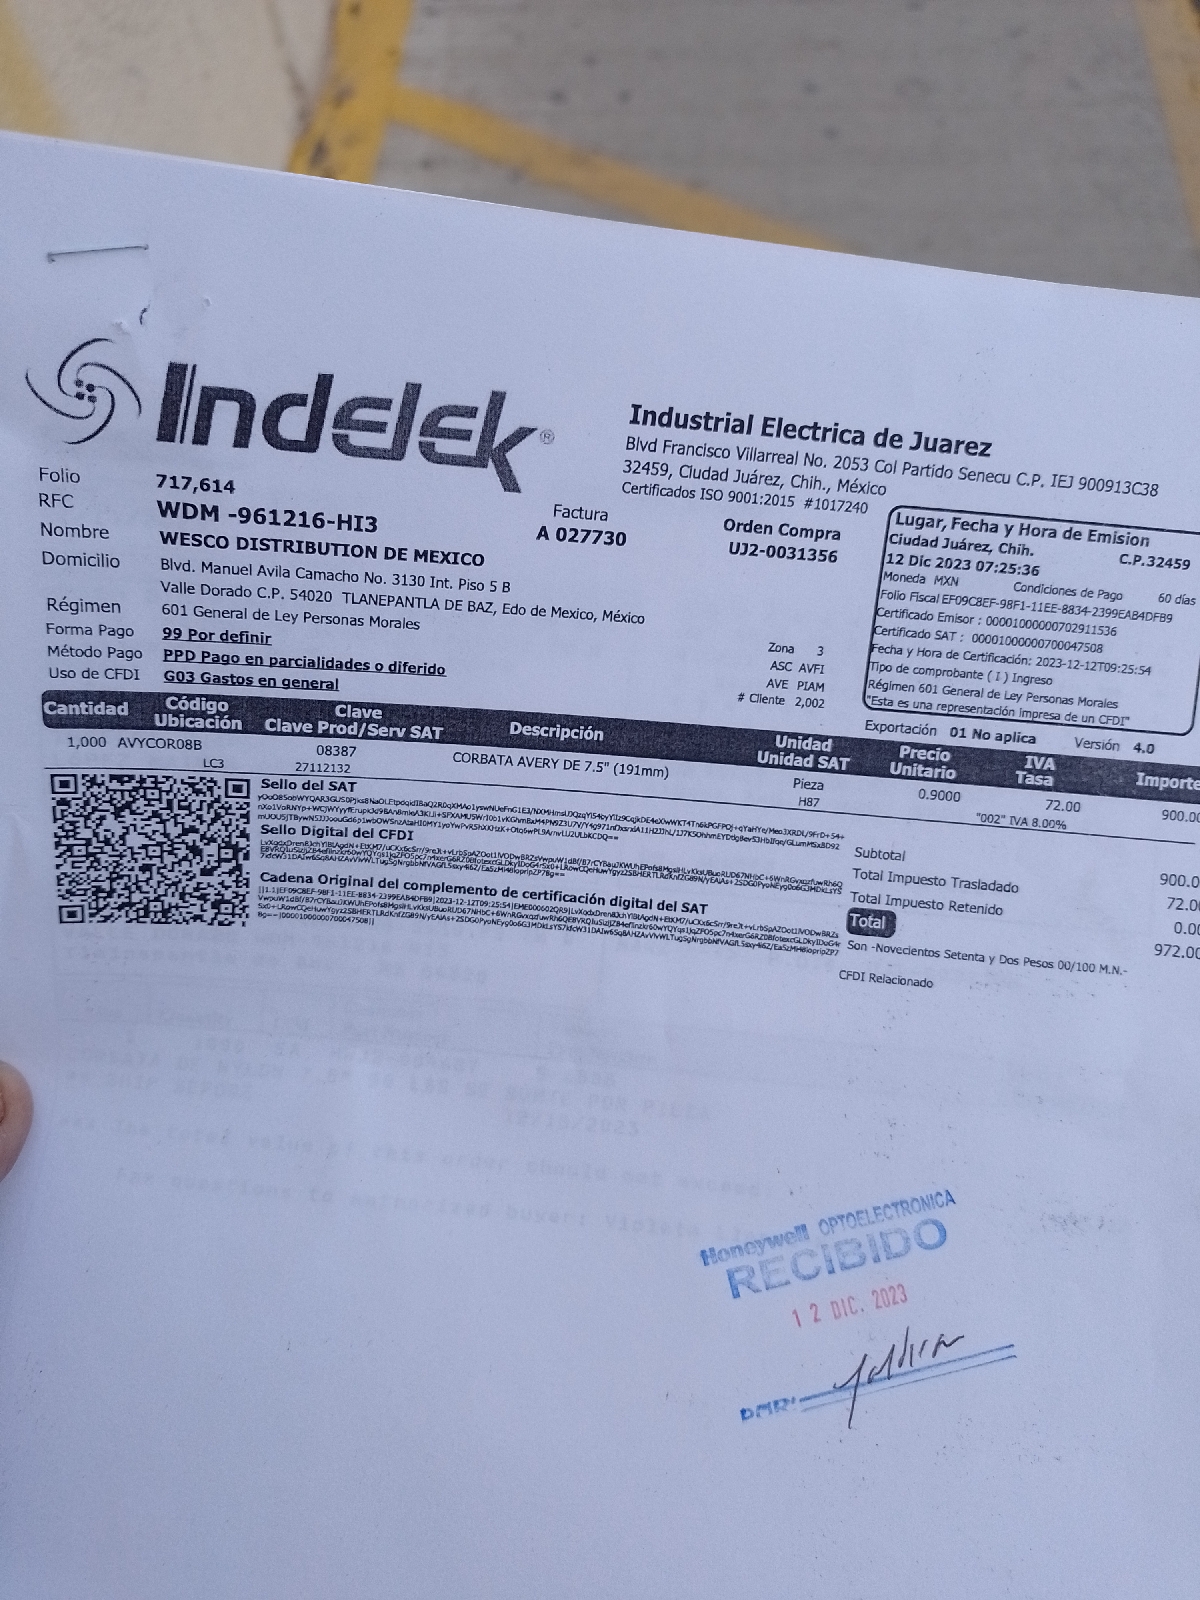 Indelek®
Industrial Electrica de Juarez
Blvd Francisco Villarreal No. 2053 Col Partido Senecu C.P. IEJ 900913C38
32459, Ciudad Juárez, Chih., México
Certificados ISO 9001:2015 #1017240
Folio 717,614
RFC WDM -961216-HI3
Factura
A 027730
Orden Compra
UJ2-0031356
Nombre WESCO DISTRIBUTION DE MEXICO
Domicilio Blvd. Manuel Avila Camacho No. 3130 Int. Piso 5 B
Valle Dorado C.P. 54020 TLANEPANTLA DE BAZ, Edo de Mexico, México
Régimen 601 General de Ley Personas Morales
Forma Pago 99 Por definir
Método Pago PPD Pago en parcialidades o diferido
Uso de CFDI G03 Gastos en general
Zona 3
ASC AVFI
AVE PIAM
# Cliente 2,002
Lugar, Fecha y Hora de Emision
Ciudad Juárez, Chih. C.P.32459
12 Dic 2023 07:25:36
Moneda MXN Condiciones de Pago 60 días
Folio Fiscal EF09C8EF-98F1-11EE-8834-2399EAB4DFB9
Certificado Emisor : 00001000000702911536
Certificado SAT : 00001000000700047508
Fecha y Hora de Certificación: 2023-12-12T09:25:54
Tipo de comprobante ( I ) Ingreso
Régimen 601 General de Ley Personas Morales
"Esta es una representación impresa de un CFDI"
Exportación 01 No aplica Versión 4.0
Cantidad Código Ubicación Clave Clave Prod/Serv SAT Descripción Unidad Unidad SAT Precio Unitario IVA Tasa Importe
1,000 AVYCOR08B 08387 CORBATA AVERY DE 7.5" (191mm) Pieza 0.9000 72.00 900.00
LC3 27112132 H87 "002" IVA 8.00%
Sello del SAT
Sello Digital del CFDI
Cadena Original del complemento de certificación digital del SAT
Subtotal 900.0
Total Impuesto Trasladado 72.0
Total Impuesto Retenido 0.0
Total 972.0
Son -Novecientos Setenta y Dos Pesos 00/100 M.N.-
CFDI Relacionado
Honeywell OPTOELECTRONICA
RECIBIDO
12 DIC. 2023
DMR: